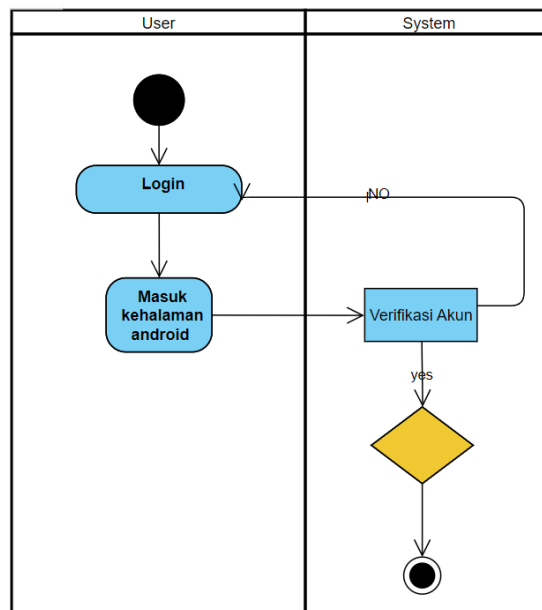 User
System
Login
NO
Masuk
kehalaman
android
Verifikasi Akun
yes